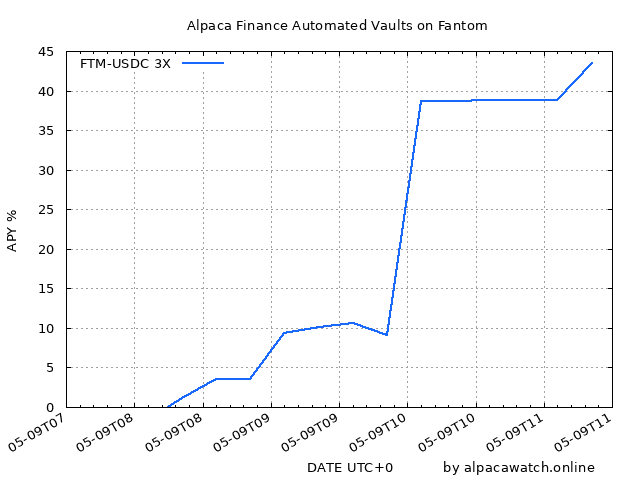 Alpaca Finance Automated Vaults on Fantom
FTM-USDC 3X
APY %
45
40
35
30
25
20
15
10
5
0
05-09T07
05-09T08
05-09T08
05-09T09
05-09T09
05-09T10
05-09T10
05-09T11
05-09T11
DATE UTC+0
by alpacawatch.online